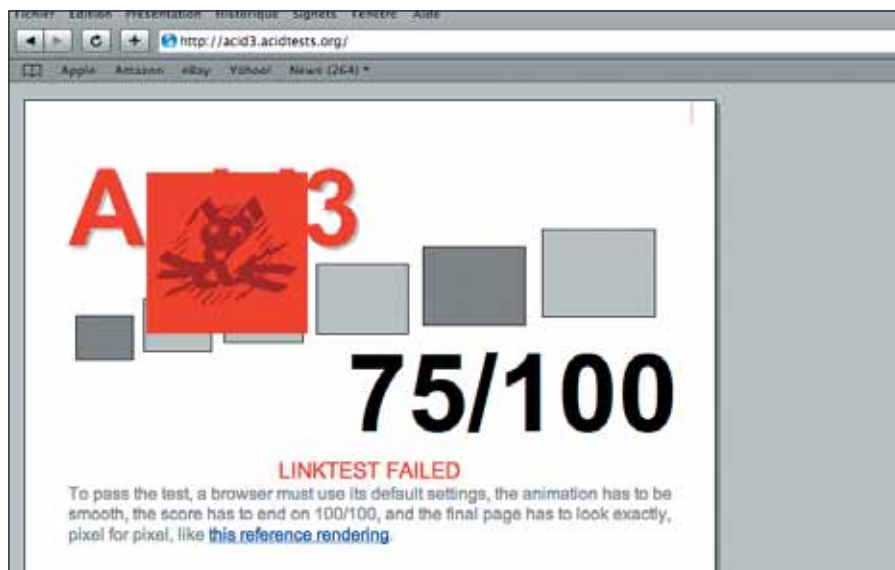 Fichier Edition Présentation Historique Signets Fenêtre Aide
http://acid3.acidtests.org/
Apple Amazon eBay Yahoo! News (264)
A 3
75/100
LINKTEST FAILED
To pass the test, a browser must use its default settings, the animation has to be
smooth, the score has to end on 100/100, and the final page has to look exactly,
pixel for pixel, like this reference rendering.